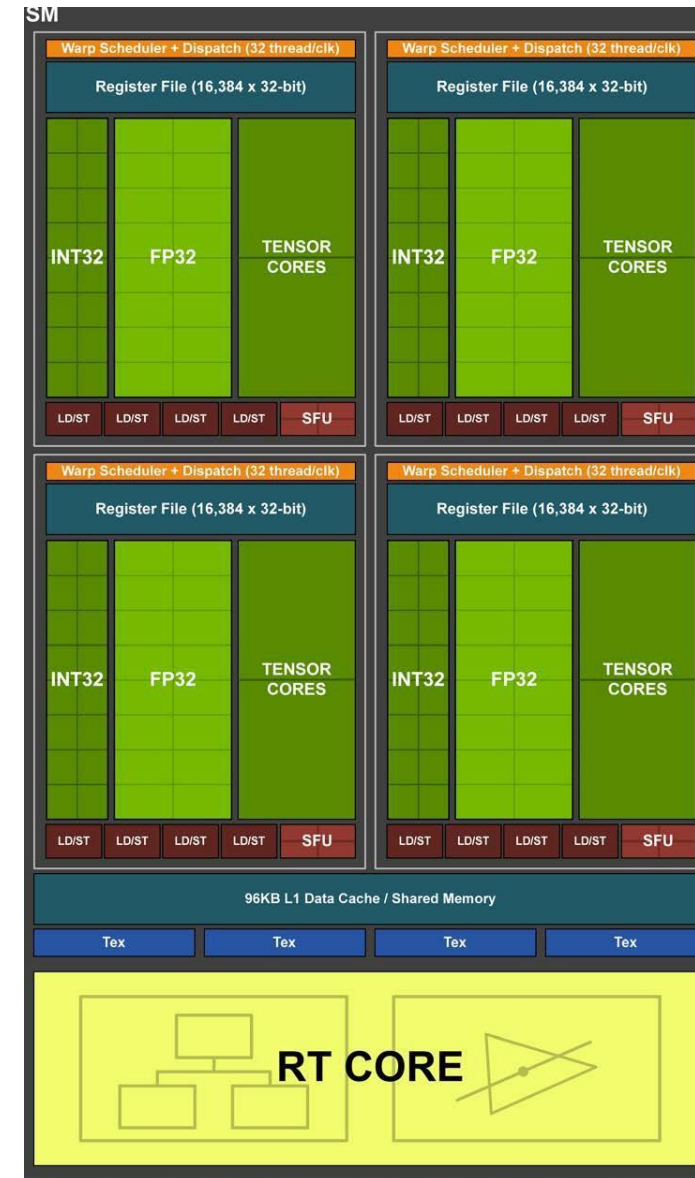 SM
Warp Scheduler + Dispatch (32 thread/clk)
Register File (16,384 x 32-bit)
INT32
FP32
TENSOR
CORES
LD/ST LD/ST LD/ST LD/ST SFU
Warp Scheduler + Dispatch (32 thread/clk)
Register File (16,384 x 32-bit)
INT32
FP32
TENSOR
CORES
LD/ST LD/ST LD/ST LD/ST SFU
Warp Scheduler + Dispatch (32 thread/clk)
Register File (16,384 x 32-bit)
INT32
FP32
TENSOR
CORES
LD/ST LD/ST LD/ST LD/ST SFU
Warp Scheduler + Dispatch (32 thread/clk)
Register File (16,384 x 32-bit)
INT32
FP32
TENSOR
CORES
LD/ST LD/ST LD/ST LD/ST SFU
96KB L1 Data Cache / Shared Memory
Tex Tex Tex Tex
RT CORE